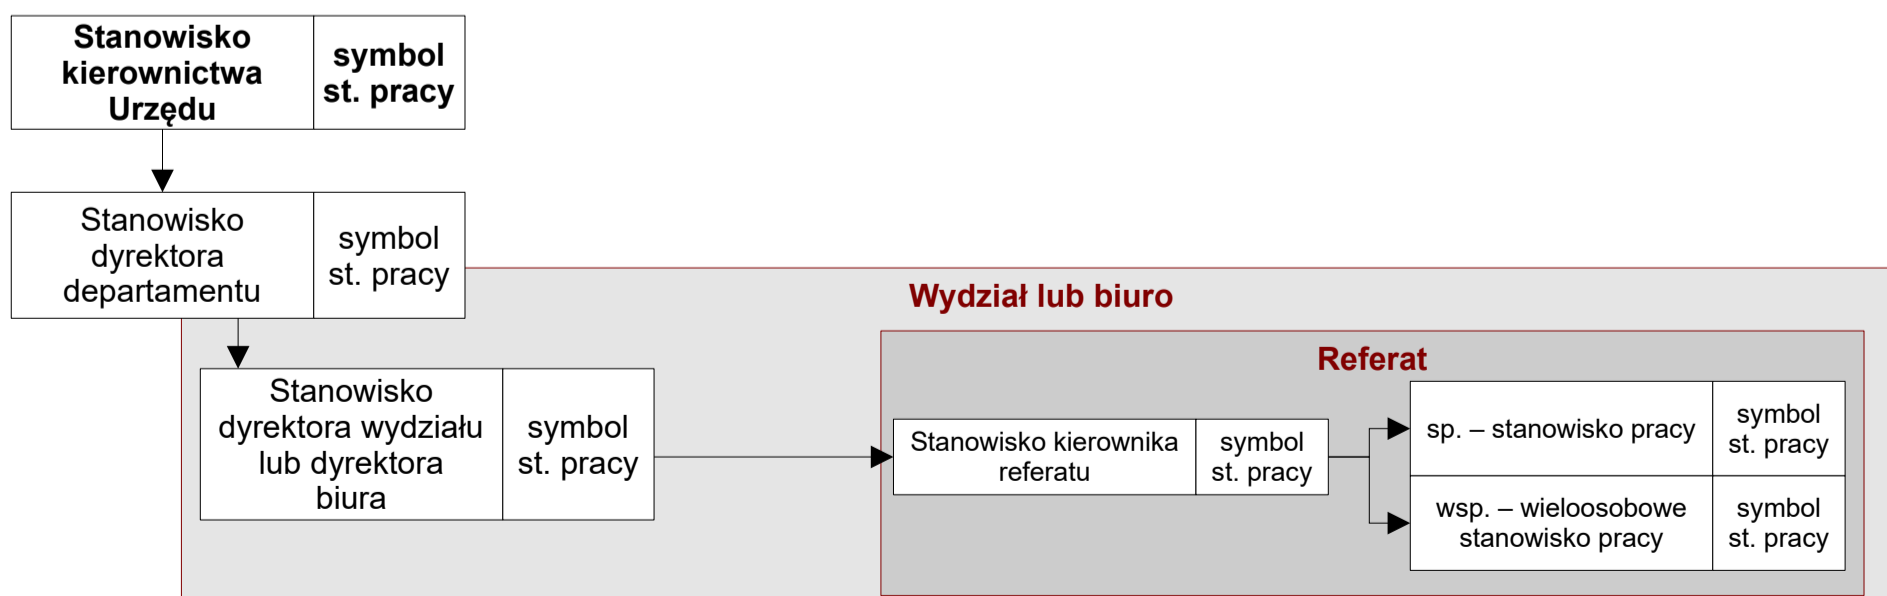 Stanowisko
kierownictwa
Urzędu
symbol
st. pracy
Stanowisko
dyrektora
departamentu
symbol
st. pracy
Wydział lub biuro
Referat
Stanowisko
dyrektora wydziału
lub dyrektora
biura
symbol
st. pracy
Stanowisko kierownika
referatu
symbol
st. pracy
sp. – stanowisko pracy
symbol
st. pracy
wsp. – wieloosobowe
stanowisko pracy
symbol
st. pracy